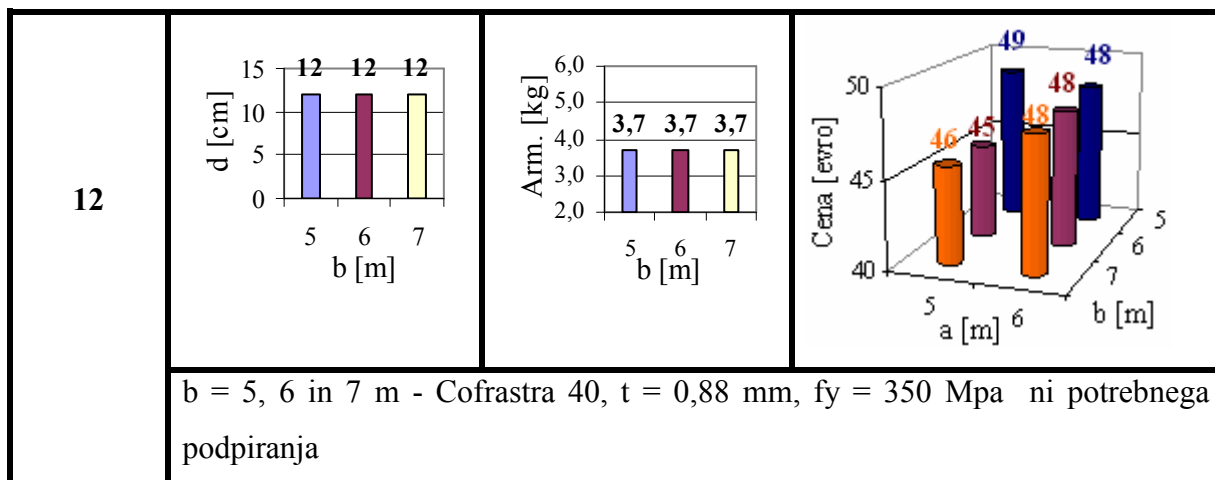 12
15
10
5
0
d [cm]
12 12 12
5 6 7
b [m]
6,0
5,0
4,0
3,0
2,0
Arm. [kg]
3,7 3,7 3,7
5 6 7
b [m]
50
45
40
Cena [evro]
49 48
46 45 48 48
5 6
a [m]
5
6
7
b [m]
b = 5, 6 in 7 m - Cofrastra 40, t = 0,88 mm, fy = 350 Mpa ni potrebnega
podpiranja